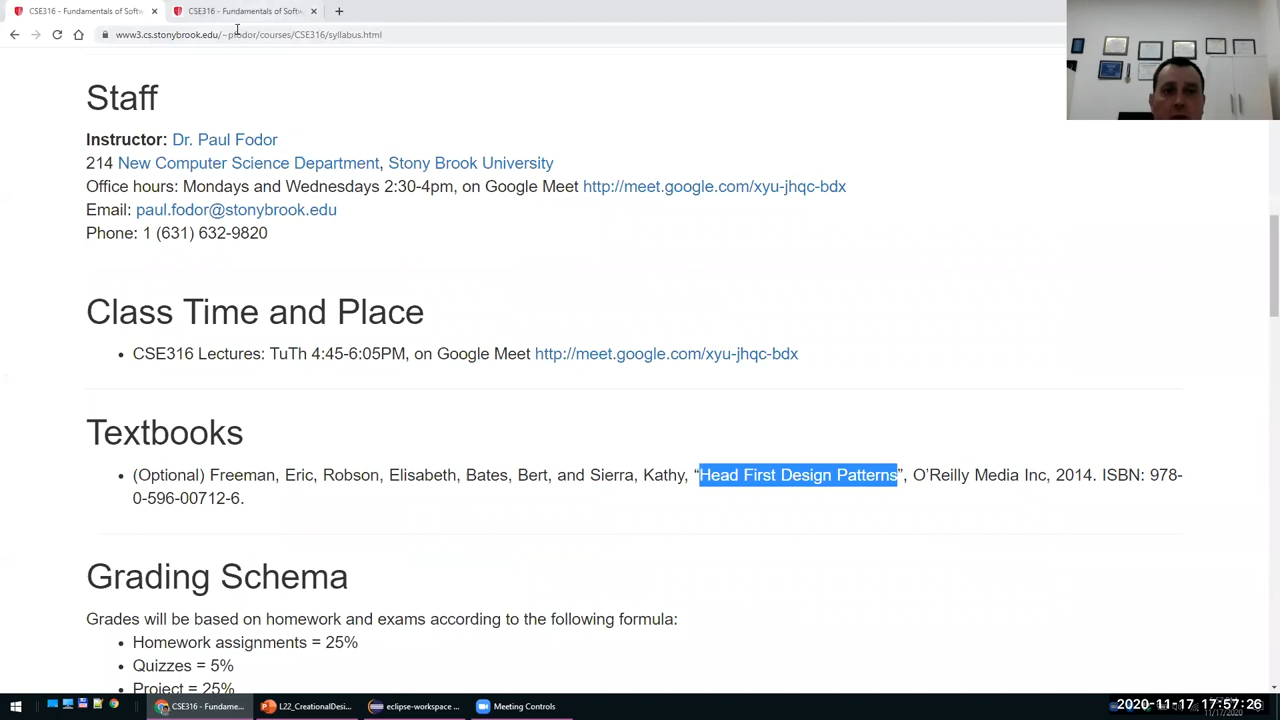 CSE316 - Fundamentals of Softw
CSE316 - Fundamentals of Softw
www3.cs.stonybrook.edu/~pfodor/courses/CSE316/syllabus.html
Staff
Instructor: Dr. Paul Fodor
214 New Computer Science Department, Stony Brook University
Office hours: Mondays and Wednesdays 2:30-4pm, on Google Meet http://meet.google.com/xyu-jhqc-bdx
Email: paul.fodor@stonybrook.edu
Phone: 1 (631) 632-9820
Class Time and Place
• CSE316 Lectures: TuTh 4:45-6:05PM, on Google Meet http://meet.google.com/xyu-jhqc-bdx
Textbooks
• (Optional) Freeman, Eric, Robson, Elisabeth, Bates, Bert, and Sierra, Kathy, “Head First Design Patterns”, O’Reilly Media Inc, 2014. ISBN: 978-
0-596-00712-6.
Grading Schema
Grades will be based on homework and exams according to the following formula:
• Homework assignments = 25%
• Quizzes = 5%
• Project = 25%
CSE316 - Fundame...
L22_CreationalDesi...
eclipse-workspace ...
Meeting Controls
2020-11-17 17:57:26
11/17/2020